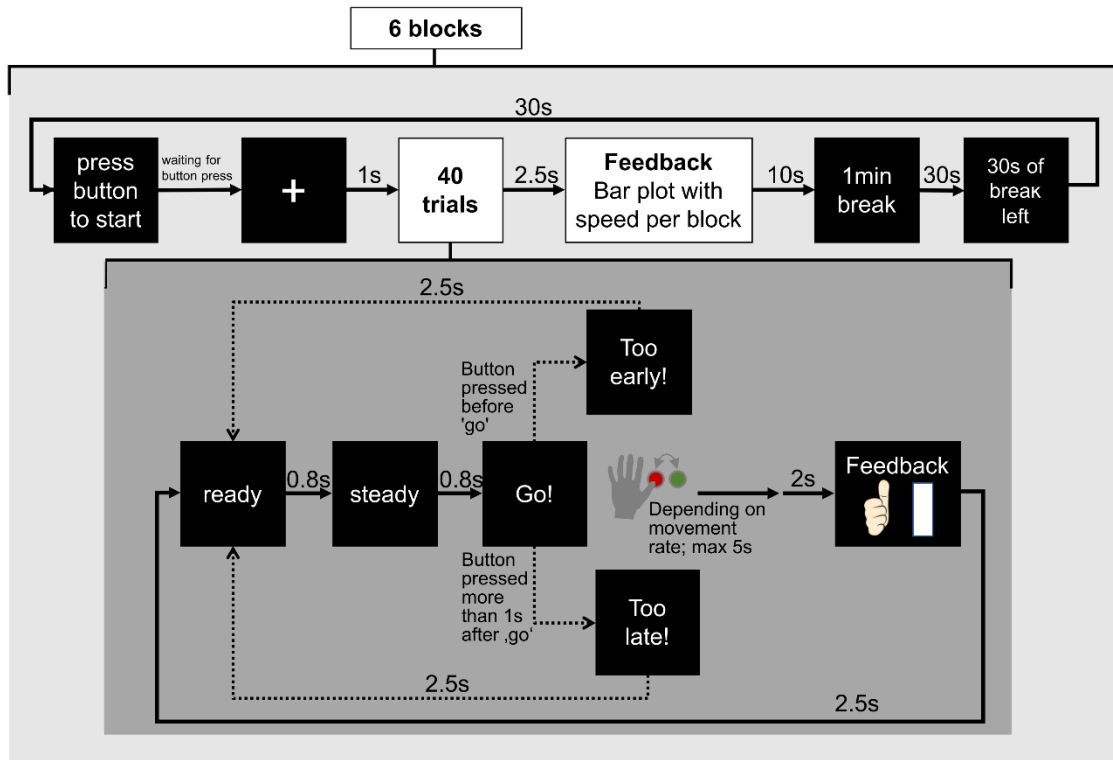 6 blocks
30s
press
button
to start
waiting for
button press
+
1s
40
trials
2.5s
Feedback
Bar plot with
speed per block
10s
1min
break
30s
30s of
break
left
2.5s
Too
early!
Button
pressed
before
'go'
ready
0.8s
steady
0.8s
Go!
Depending on
movement
rate; max 5s
2s
Feedback
Button
pressed
more
than 1s
after ‚go‘
Too
late!
2.5s
2.5s